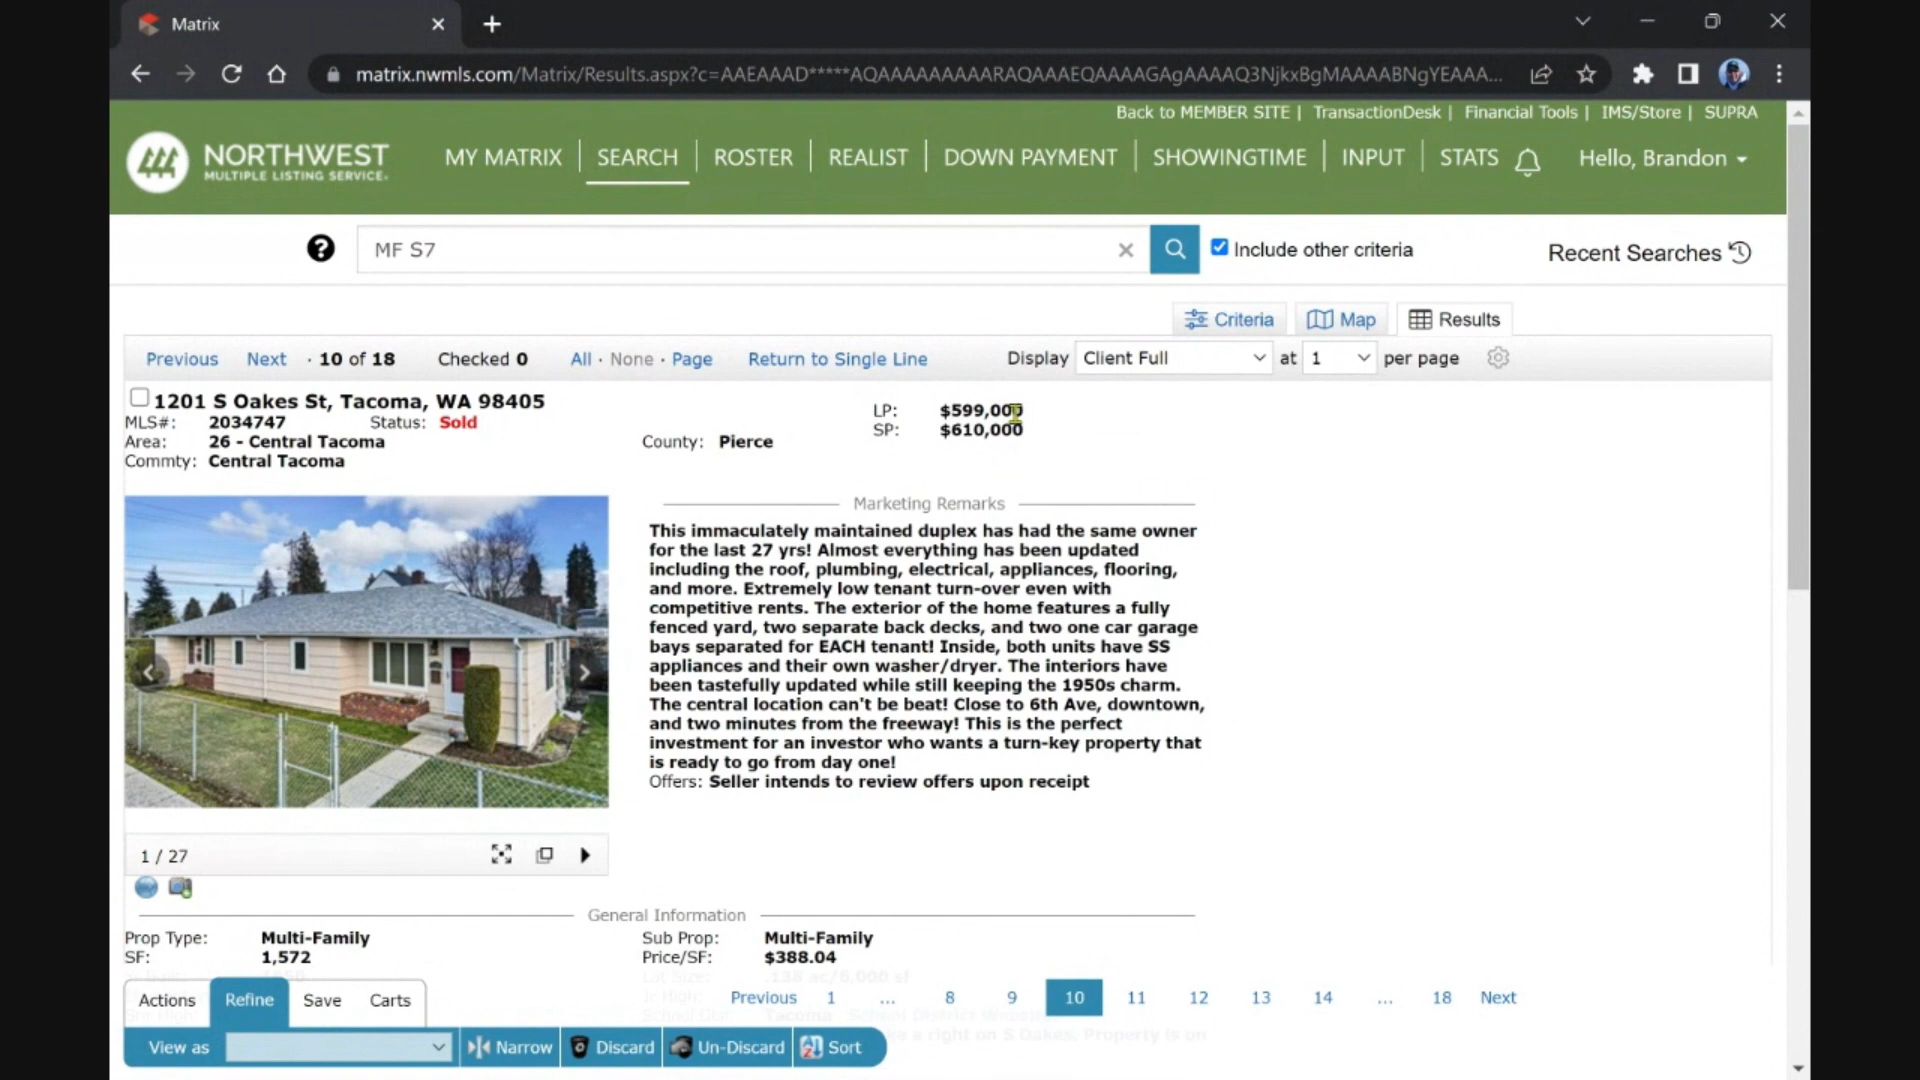 Matrix
matrix.nwmls.com/Matrix/Results.aspx?c=AAEAAAD*****AQAAAAAAAAARAQAAAEQAAAAGAgAAAAQ3NjkxBgMAAAABNgYEAAA...
Back to MEMBER SITE | TransactionDesk | Financial Tools | IMS/Store | SUPRA
NORTHWEST
MULTIPLE LISTING SERVICE
MY MATRIX SEARCH ROSTER REALIST DOWN PAYMENT SHOWINGTIME INPUT STATS Hello, Brandon
MF S7
Include other criteria
Recent Searches
Criteria Map Results
Previous Next · 10 of 18 Checked 0 All · None · Page Return to Single Line Display Client Full at 1 per page
1201 S Oakes St, Tacoma, WA 98405
LP: $599,000
MLS#: 2034747 Status: Sold
SP: $610,000
Area: 26 - Central Tacoma County: Pierce
Commty: Central Tacoma
Marketing Remarks
This immaculately maintained duplex has had the same owner
for the last 27 yrs! Almost everything has been updated
including the roof, plumbing, electrical, appliances, flooring,
and more. Extremely low tenant turn-over even with
competitive rents. The exterior of the home features a fully
fenced yard, two separate back decks, and two one car garage
bays separated for EACH tenant! Inside, both units have SS
appliances and their own washer/dryer. The interiors have
been tastefully updated while still keeping the 1950s charm.
The central location can't be beat! Close to 6th Ave, downtown,
and two minutes from the freeway! This is the perfect
investment for an investor who wants a turn-key property that
is ready to go from day one!
Offers: Seller intends to review offers upon receipt
1 / 27
General Information
Prop Type: Multi-Family Sub Prop: Multi-Family
SF: 1,572 Price/SF: $388.04
Lot Size: .138 ac/6,000 sf
Actions Refine Save Carts
Previous 1 ... 8 9 10 11 12 13 14 ... 18 Next
a right on S Oakes. Property is on
View as Narrow Discard Un-Discard Sort